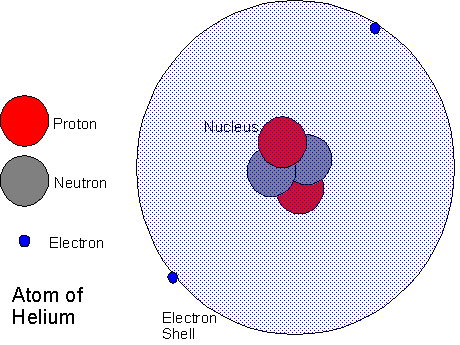 Nucleus
Proton
Neutron
Electron
Atom of
Helium
Electron
Shell